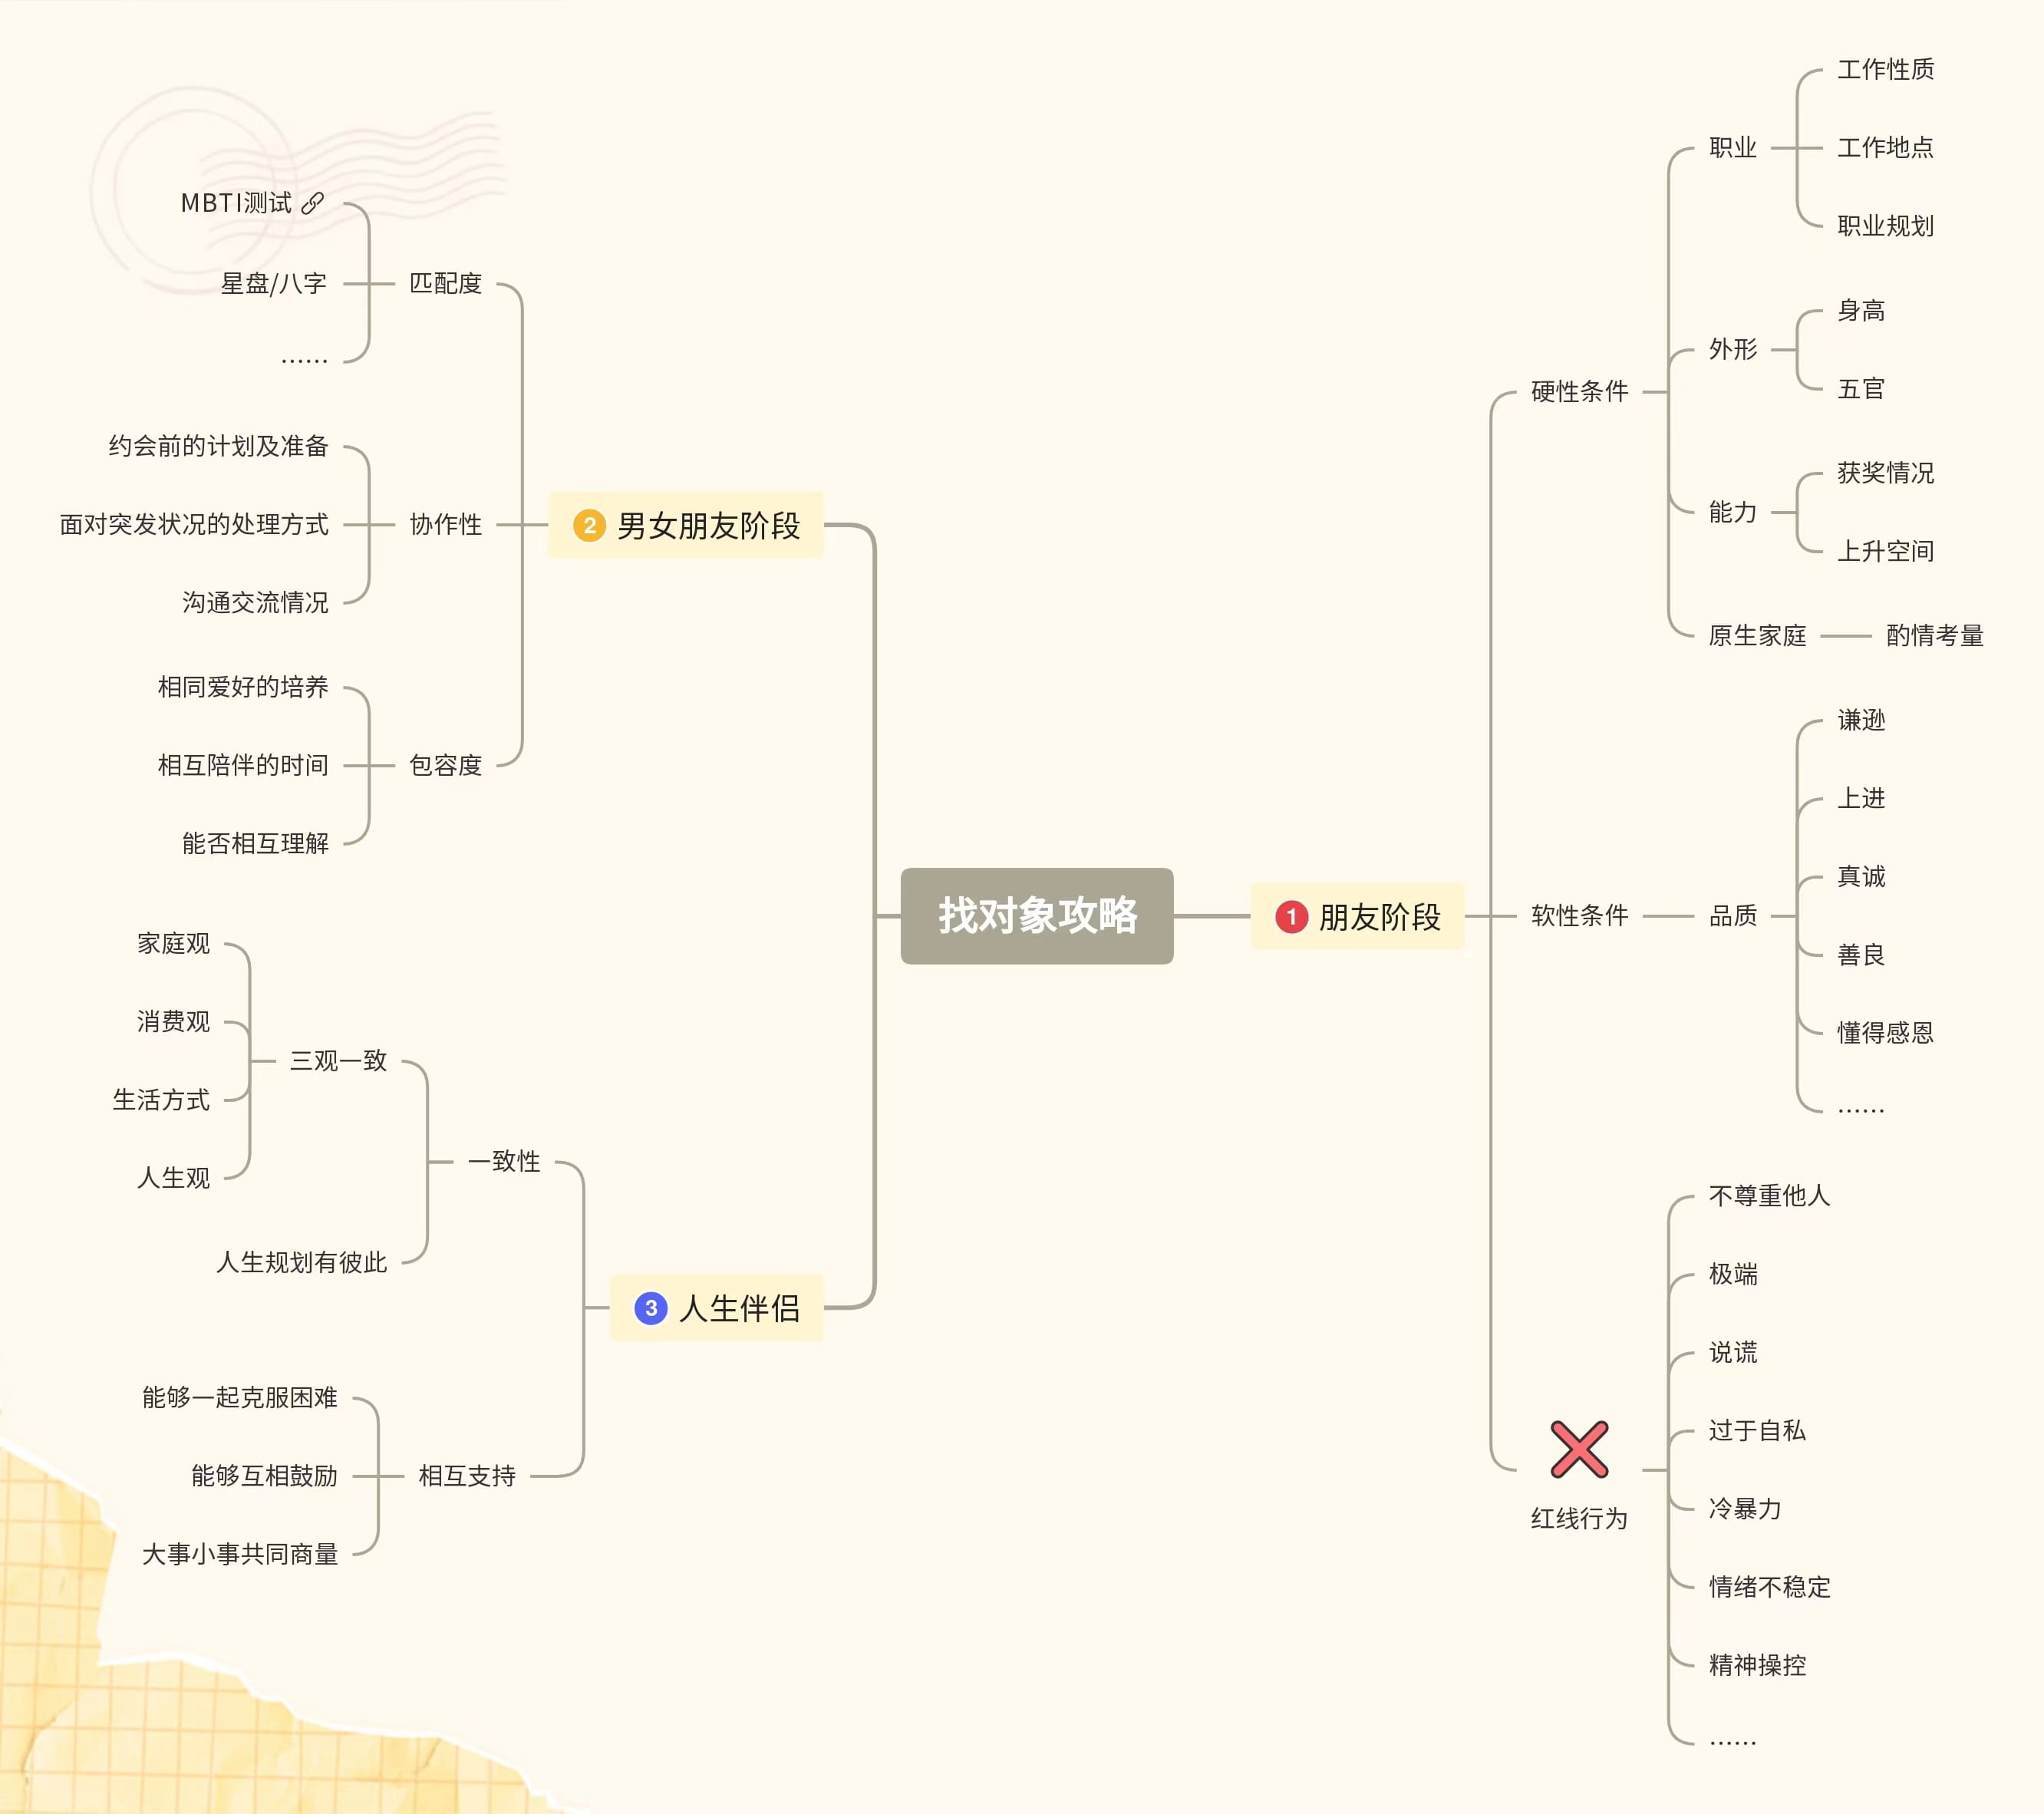 找对象攻略
1 朋友阶段
硬性条件
职业
工作性质
工作地点
职业规划
外形
身高
五官
能力
获奖情况
上升空间
原生家庭
酌情考量
软性条件
品质
谦逊
上进
真诚
善良
懂得感恩
……
红线行为
不尊重他人
极端
说谎
过于自私
冷暴力
情绪不稳定
精神操控
……
2 男女朋友阶段
匹配度
MBTI测试
星盘/八字
……
协作性
约会前的计划及准备
面对突发状况的处理方式
沟通交流情况
包容度
相同爱好的培养
相互陪伴的时间
能否相互理解
3 人生伴侣
一致性
三观一致
家庭观
消费观
生活方式
人生观
人生规划有彼此
相互支持
能够一起克服困难
能够互相鼓励
大事小事共同商量